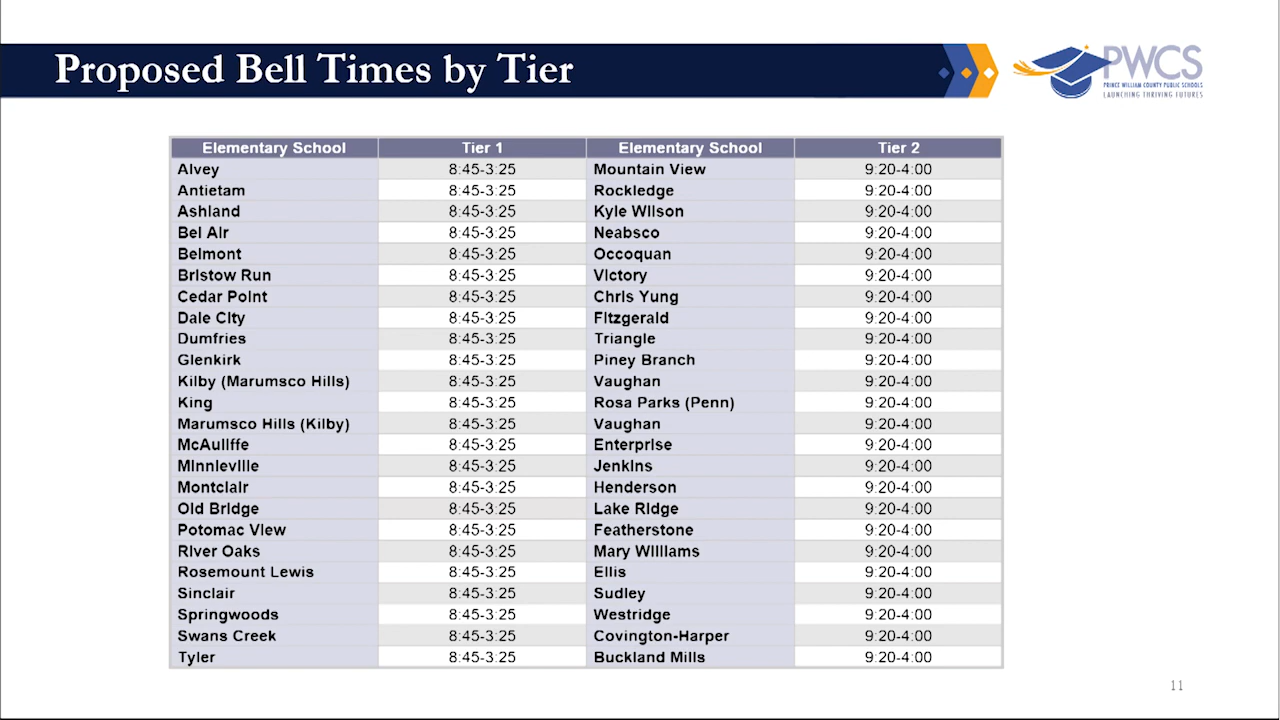 Proposed Bell Times by Tier
PWCS
PRINCE WILLIAM COUNTY PUBLIC SCHOOLS
LAUNCHING THRIVING FUTURES
Elementary School Tier 1 Elementary School Tier 2
Alvey 8:45-3:25 Mountain View 9:20-4:00
Antietam 8:45-3:25 Rockledge 9:20-4:00
Ashland 8:45-3:25 Kyle Wilson 9:20-4:00
Bel Air 8:45-3:25 Neabsco 9:20-4:00
Belmont 8:45-3:25 Occoquan 9:20-4:00
Bristow Run 8:45-3:25 Victory 9:20-4:00
Cedar Point 8:45-3:25 Chris Yung 9:20-4:00
Dale City 8:45-3:25 Fitzgerald 9:20-4:00
Dumfries 8:45-3:25 Triangle 9:20-4:00
Glenkirk 8:45-3:25 Piney Branch 9:20-4:00
Kilby (Marumsco Hills) 8:45-3:25 Vaughan 9:20-4:00
King 8:45-3:25 Rosa Parks (Penn) 9:20-4:00
Marumsco Hills (Kilby) 8:45-3:25 Vaughan 9:20-4:00
McAuliffe 8:45-3:25 Enterprise 9:20-4:00
Minnieville 8:45-3:25 Jenkins 9:20-4:00
Montclair 8:45-3:25 Henderson 9:20-4:00
Old Bridge 8:45-3:25 Lake Ridge 9:20-4:00
Potomac View 8:45-3:25 Featherstone 9:20-4:00
River Oaks 8:45-3:25 Mary Williams 9:20-4:00
Rosemount Lewis 8:45-3:25 Ellis 9:20-4:00
Sinclair 8:45-3:25 Sudley 9:20-4:00
Springwoods 8:45-3:25 Westridge 9:20-4:00
Swans Creek 8:45-3:25 Covington-Harper 9:20-4:00
Tyler 8:45-3:25 Buckland Mills 9:20-4:00
11